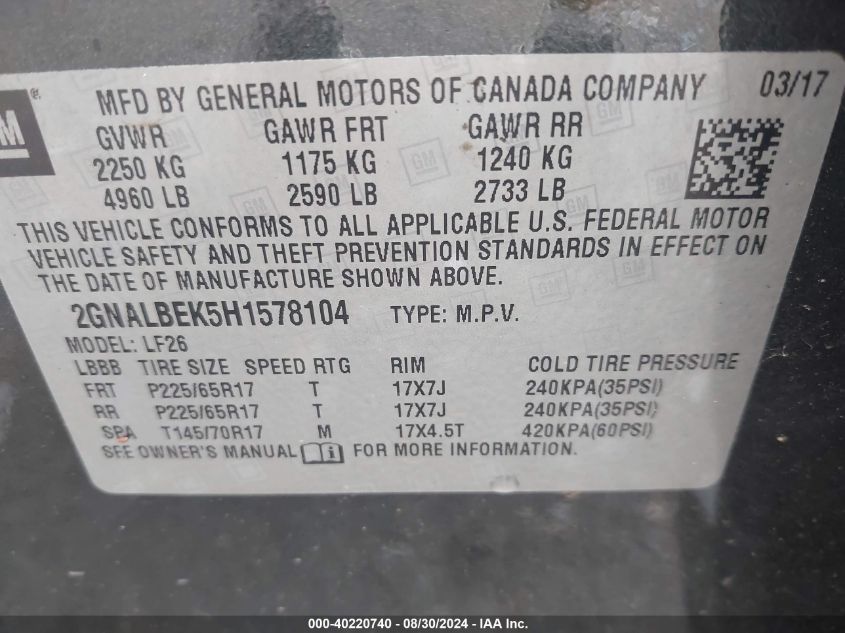 GM ®
MFD BY GENERAL MOTORS OF CANADA COMPANY 03/17
GVWR GAWR FRT GAWR RR
2250 KG 1175 KG 1240 KG
4960 LB 2590 LB 2733 LB
THIS VEHICLE CONFORMS TO ALL APPLICABLE U.S. FEDERAL MOTOR
VEHICLE SAFETY AND THEFT PREVENTION STANDARDS IN EFFECT ON
THE DATE OF MANUFACTURE SHOWN ABOVE.
2GNALBEK5H1578104 TYPE: M.P.V.
MODEL: LF26
LBBB TIRE SIZE SPEED RTG RIM COLD TIRE PRESSURE
FRT P225/65R17 T 17X7J 240KPA(35PSI)
RR P225/65R17 T 17X7J 240KPA(35PSI)
SPA T145/70R17 M 17X4.5T 420KPA(60PSI)
SEE OWNER'S MANUAL FOR MORE INFORMATION.
000-40220740 - 08/30/2024 - IAA Inc.